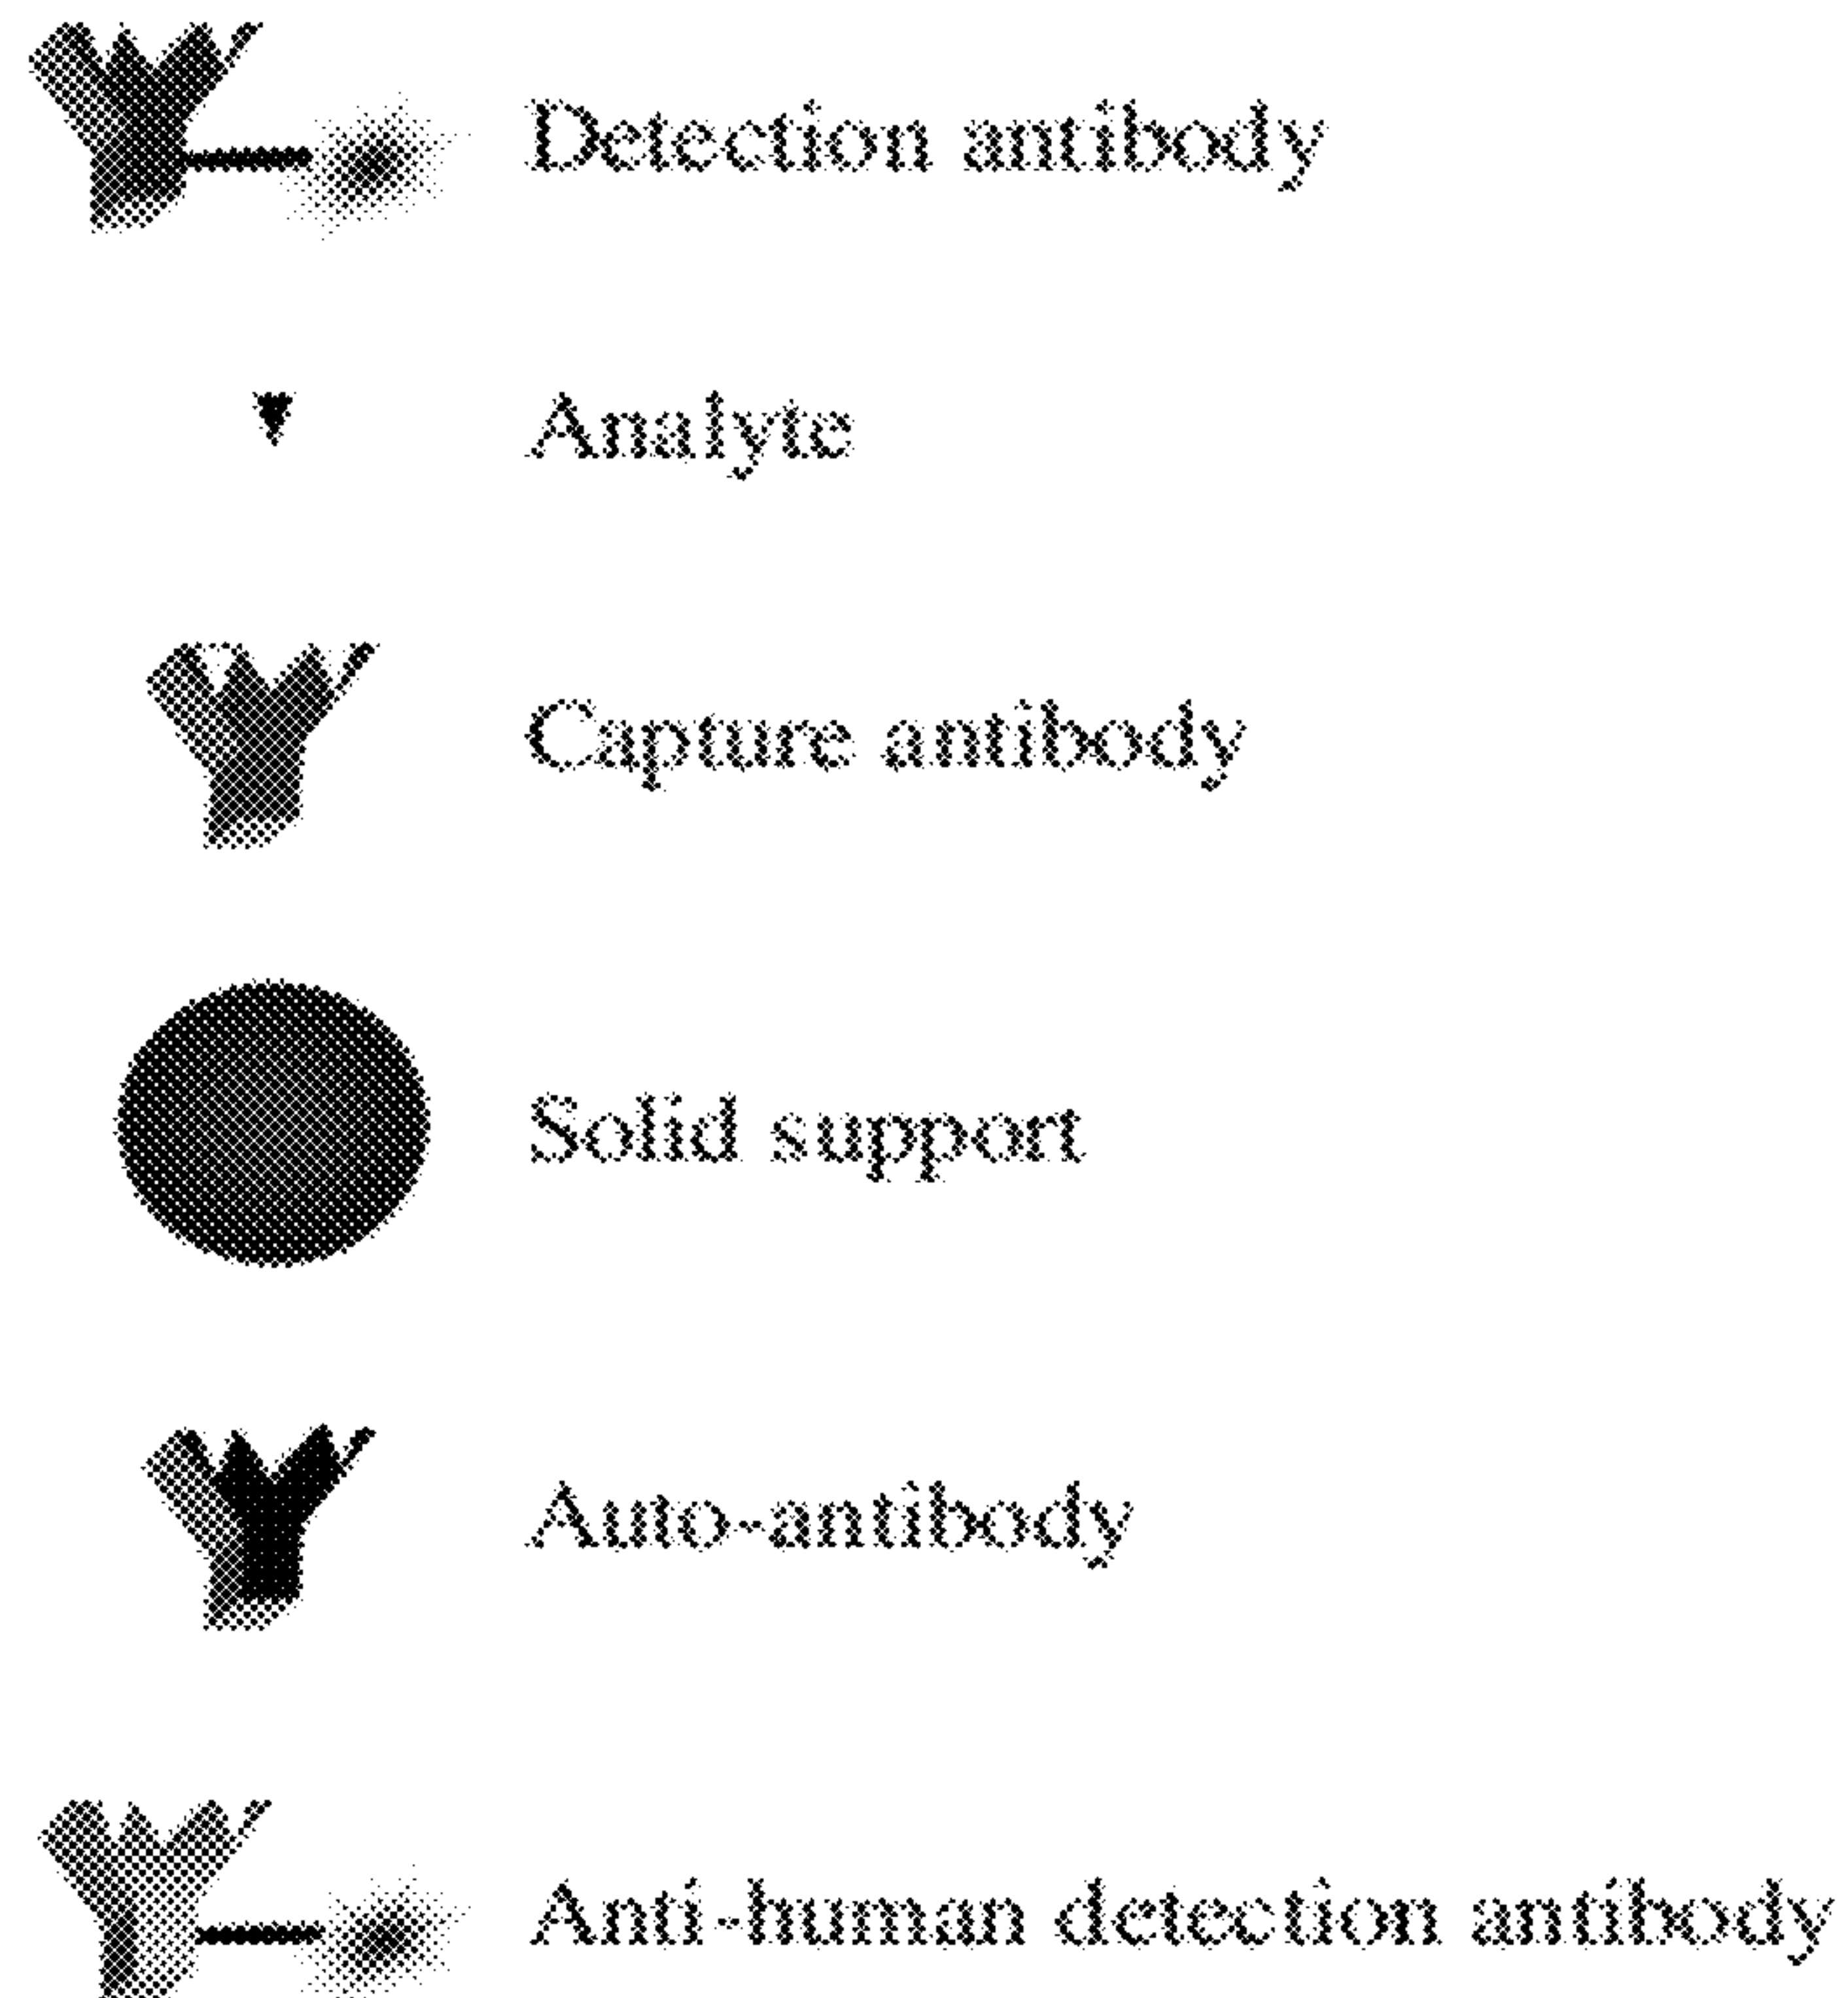 Detection antibody
Analyte
Capture antibody
Solid support
Auto-antibody
Anti-human detection antibody